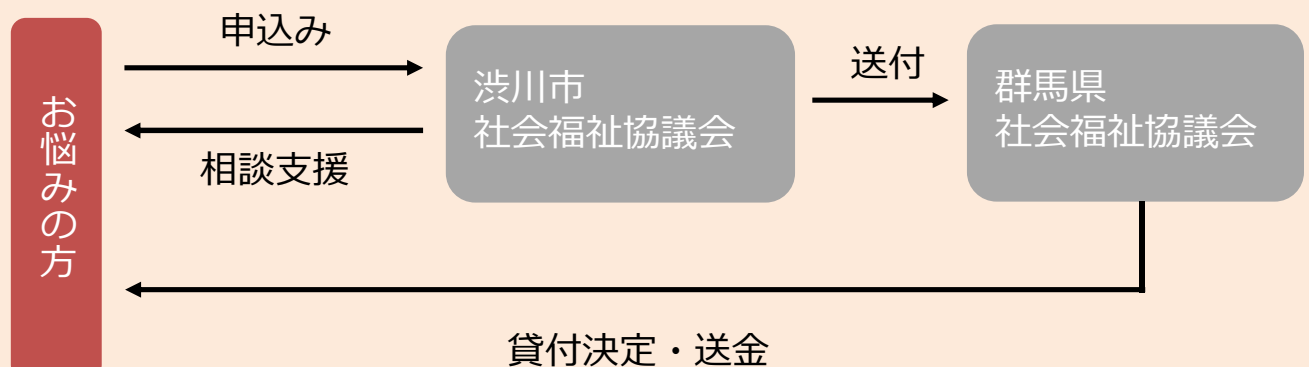 お悩みの方
申込み
相談支援
渋川市
社会福祉協議会
送付
群馬県
社会福祉協議会
貸付決定・送金